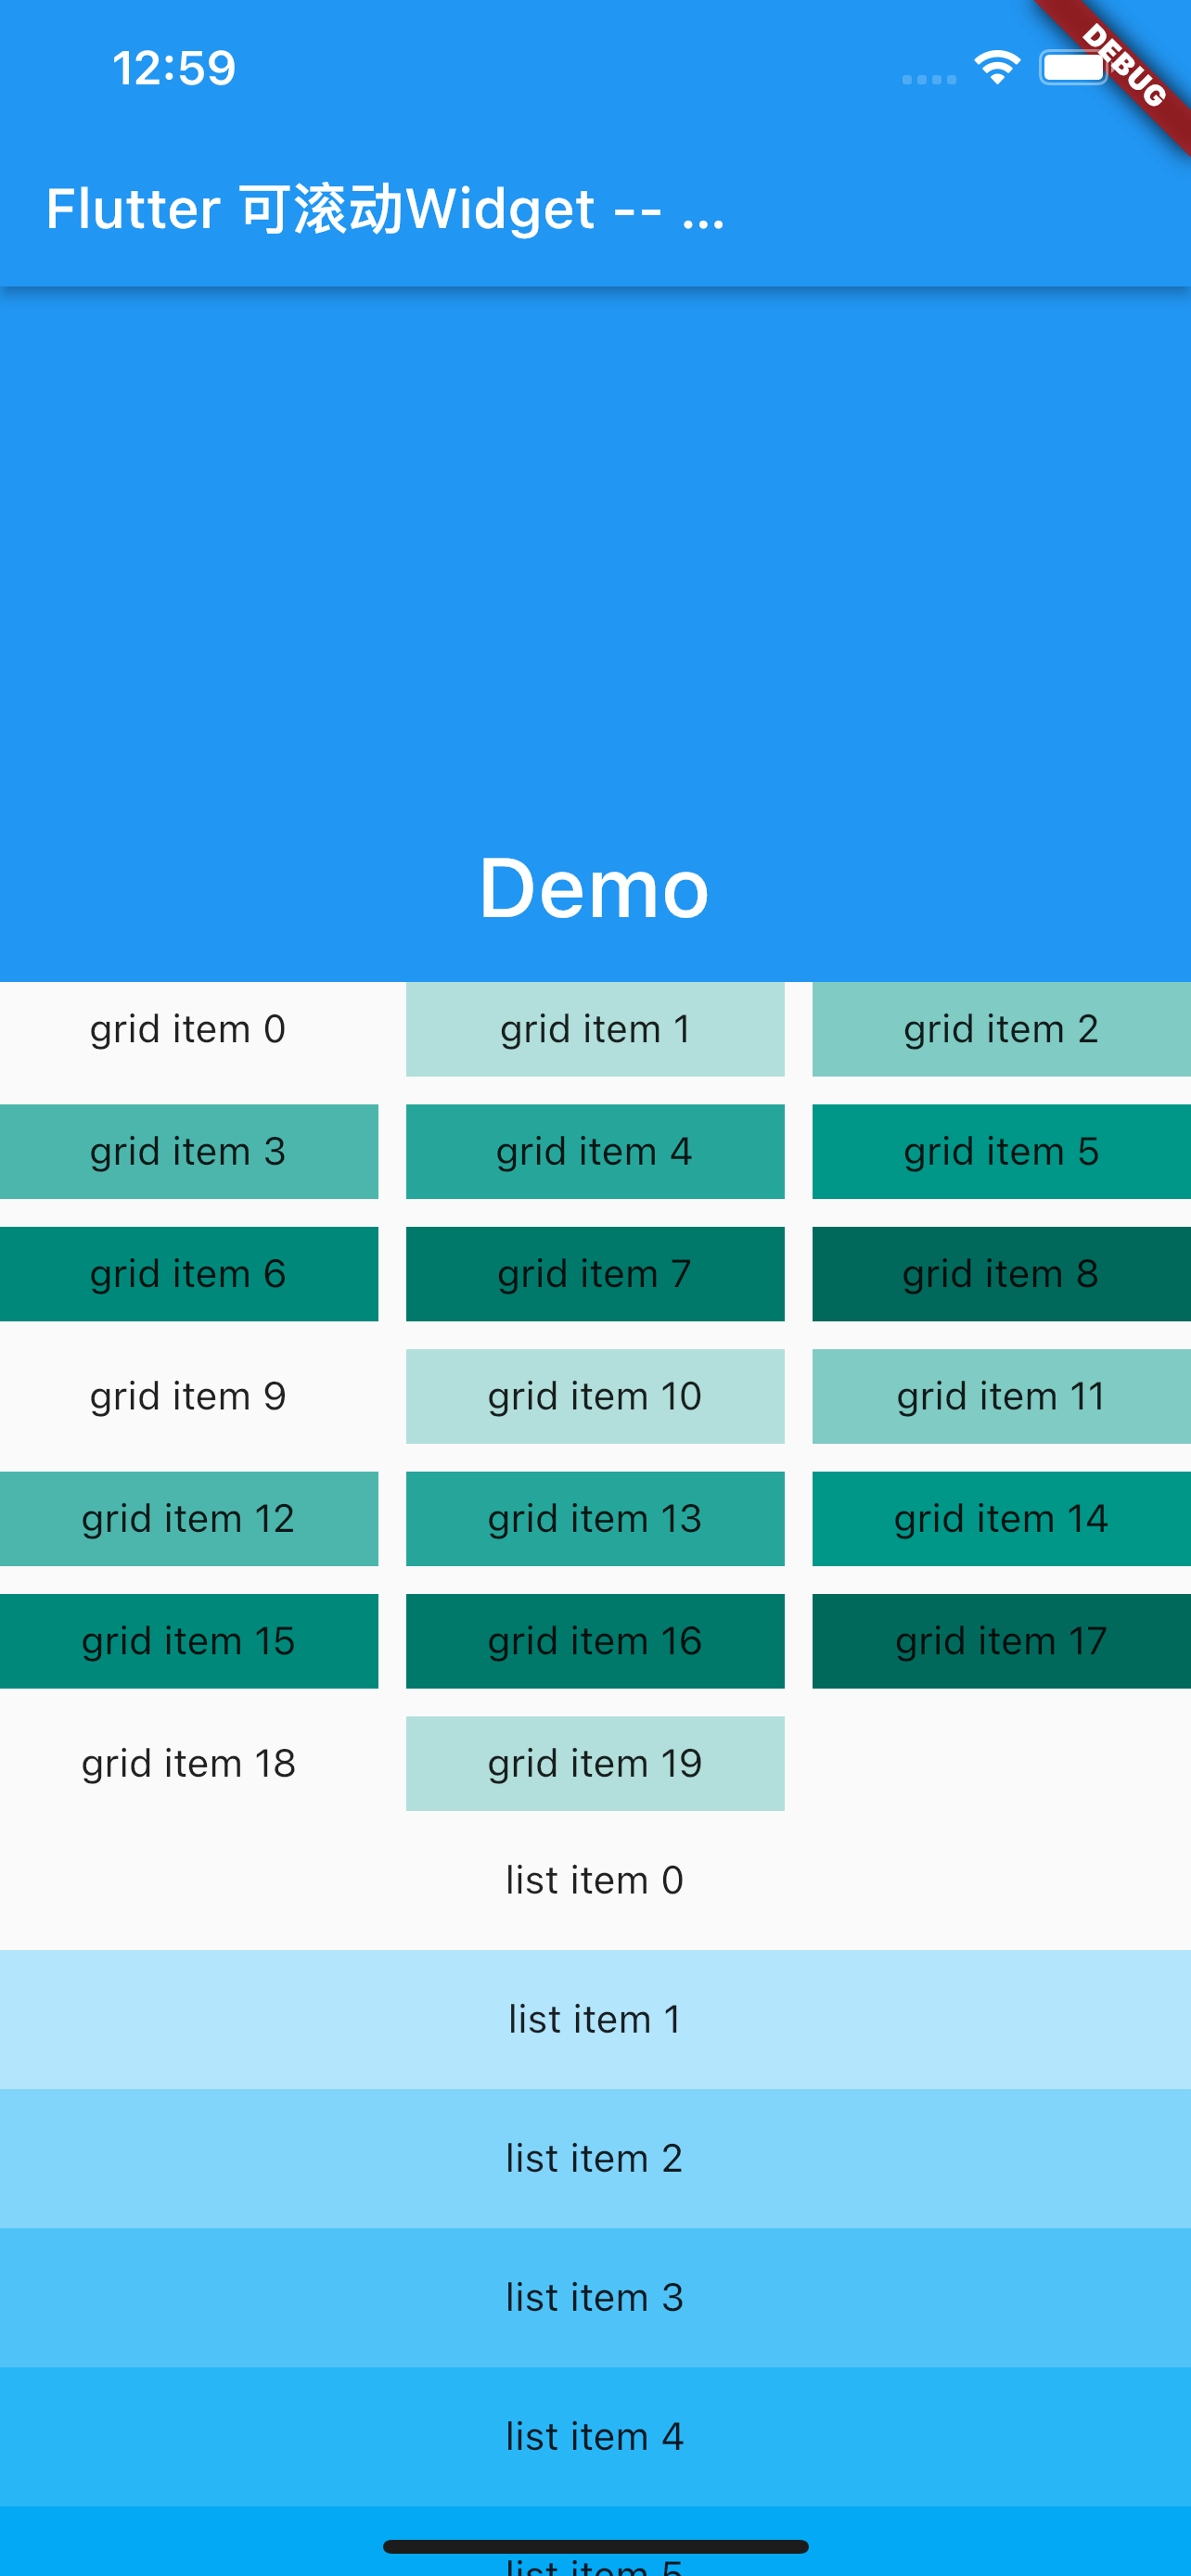 12:59
DEBUG
Flutter 可滚动Widget -- ...
Demo
grid item 0
grid item 1
grid item 2
grid item 3
grid item 4
grid item 5
grid item 6
grid item 7
grid item 8
grid item 9
grid item 10
grid item 11
grid item 12
grid item 13
grid item 14
grid item 15
grid item 16
grid item 17
grid item 18
grid item 19
list item 0
list item 1
list item 2
list item 3
list item 4
list item 5